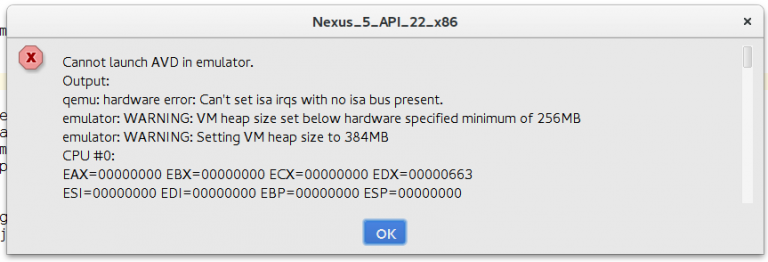 Nexus_5_API_22_x86
×
X
Cannot launch AVD in emulator.
Output:
qemu: hardware error: Can't set isa irqs with no isa bus present.
emulator: WARNING: VM heap size set below hardware specified minimum of 256MB
emulator: WARNING: Setting VM heap size to 384MB
CPU #0:
EAX=00000000 EBX=00000000 ECX=00000000 EDX=00000663
ESI=00000000 EDI=00000000 EBP=00000000 ESP=00000000
OK
m
e
a
m
p
g
j